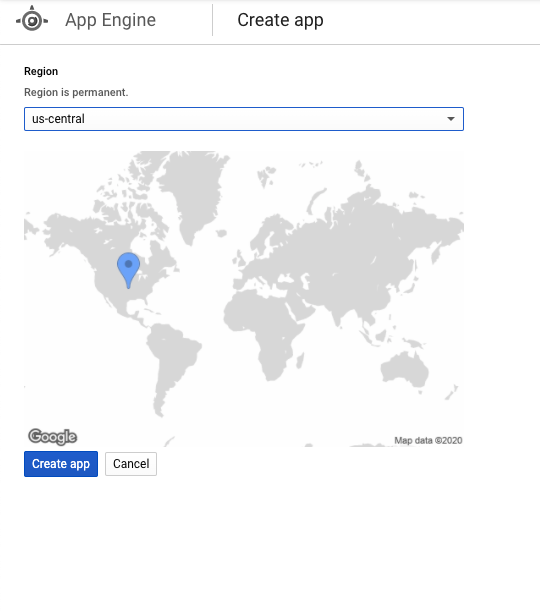 App Engine
Create app
Region
Region is permanent.
us-central
Google
Map data ©2020
Create app
Cancel